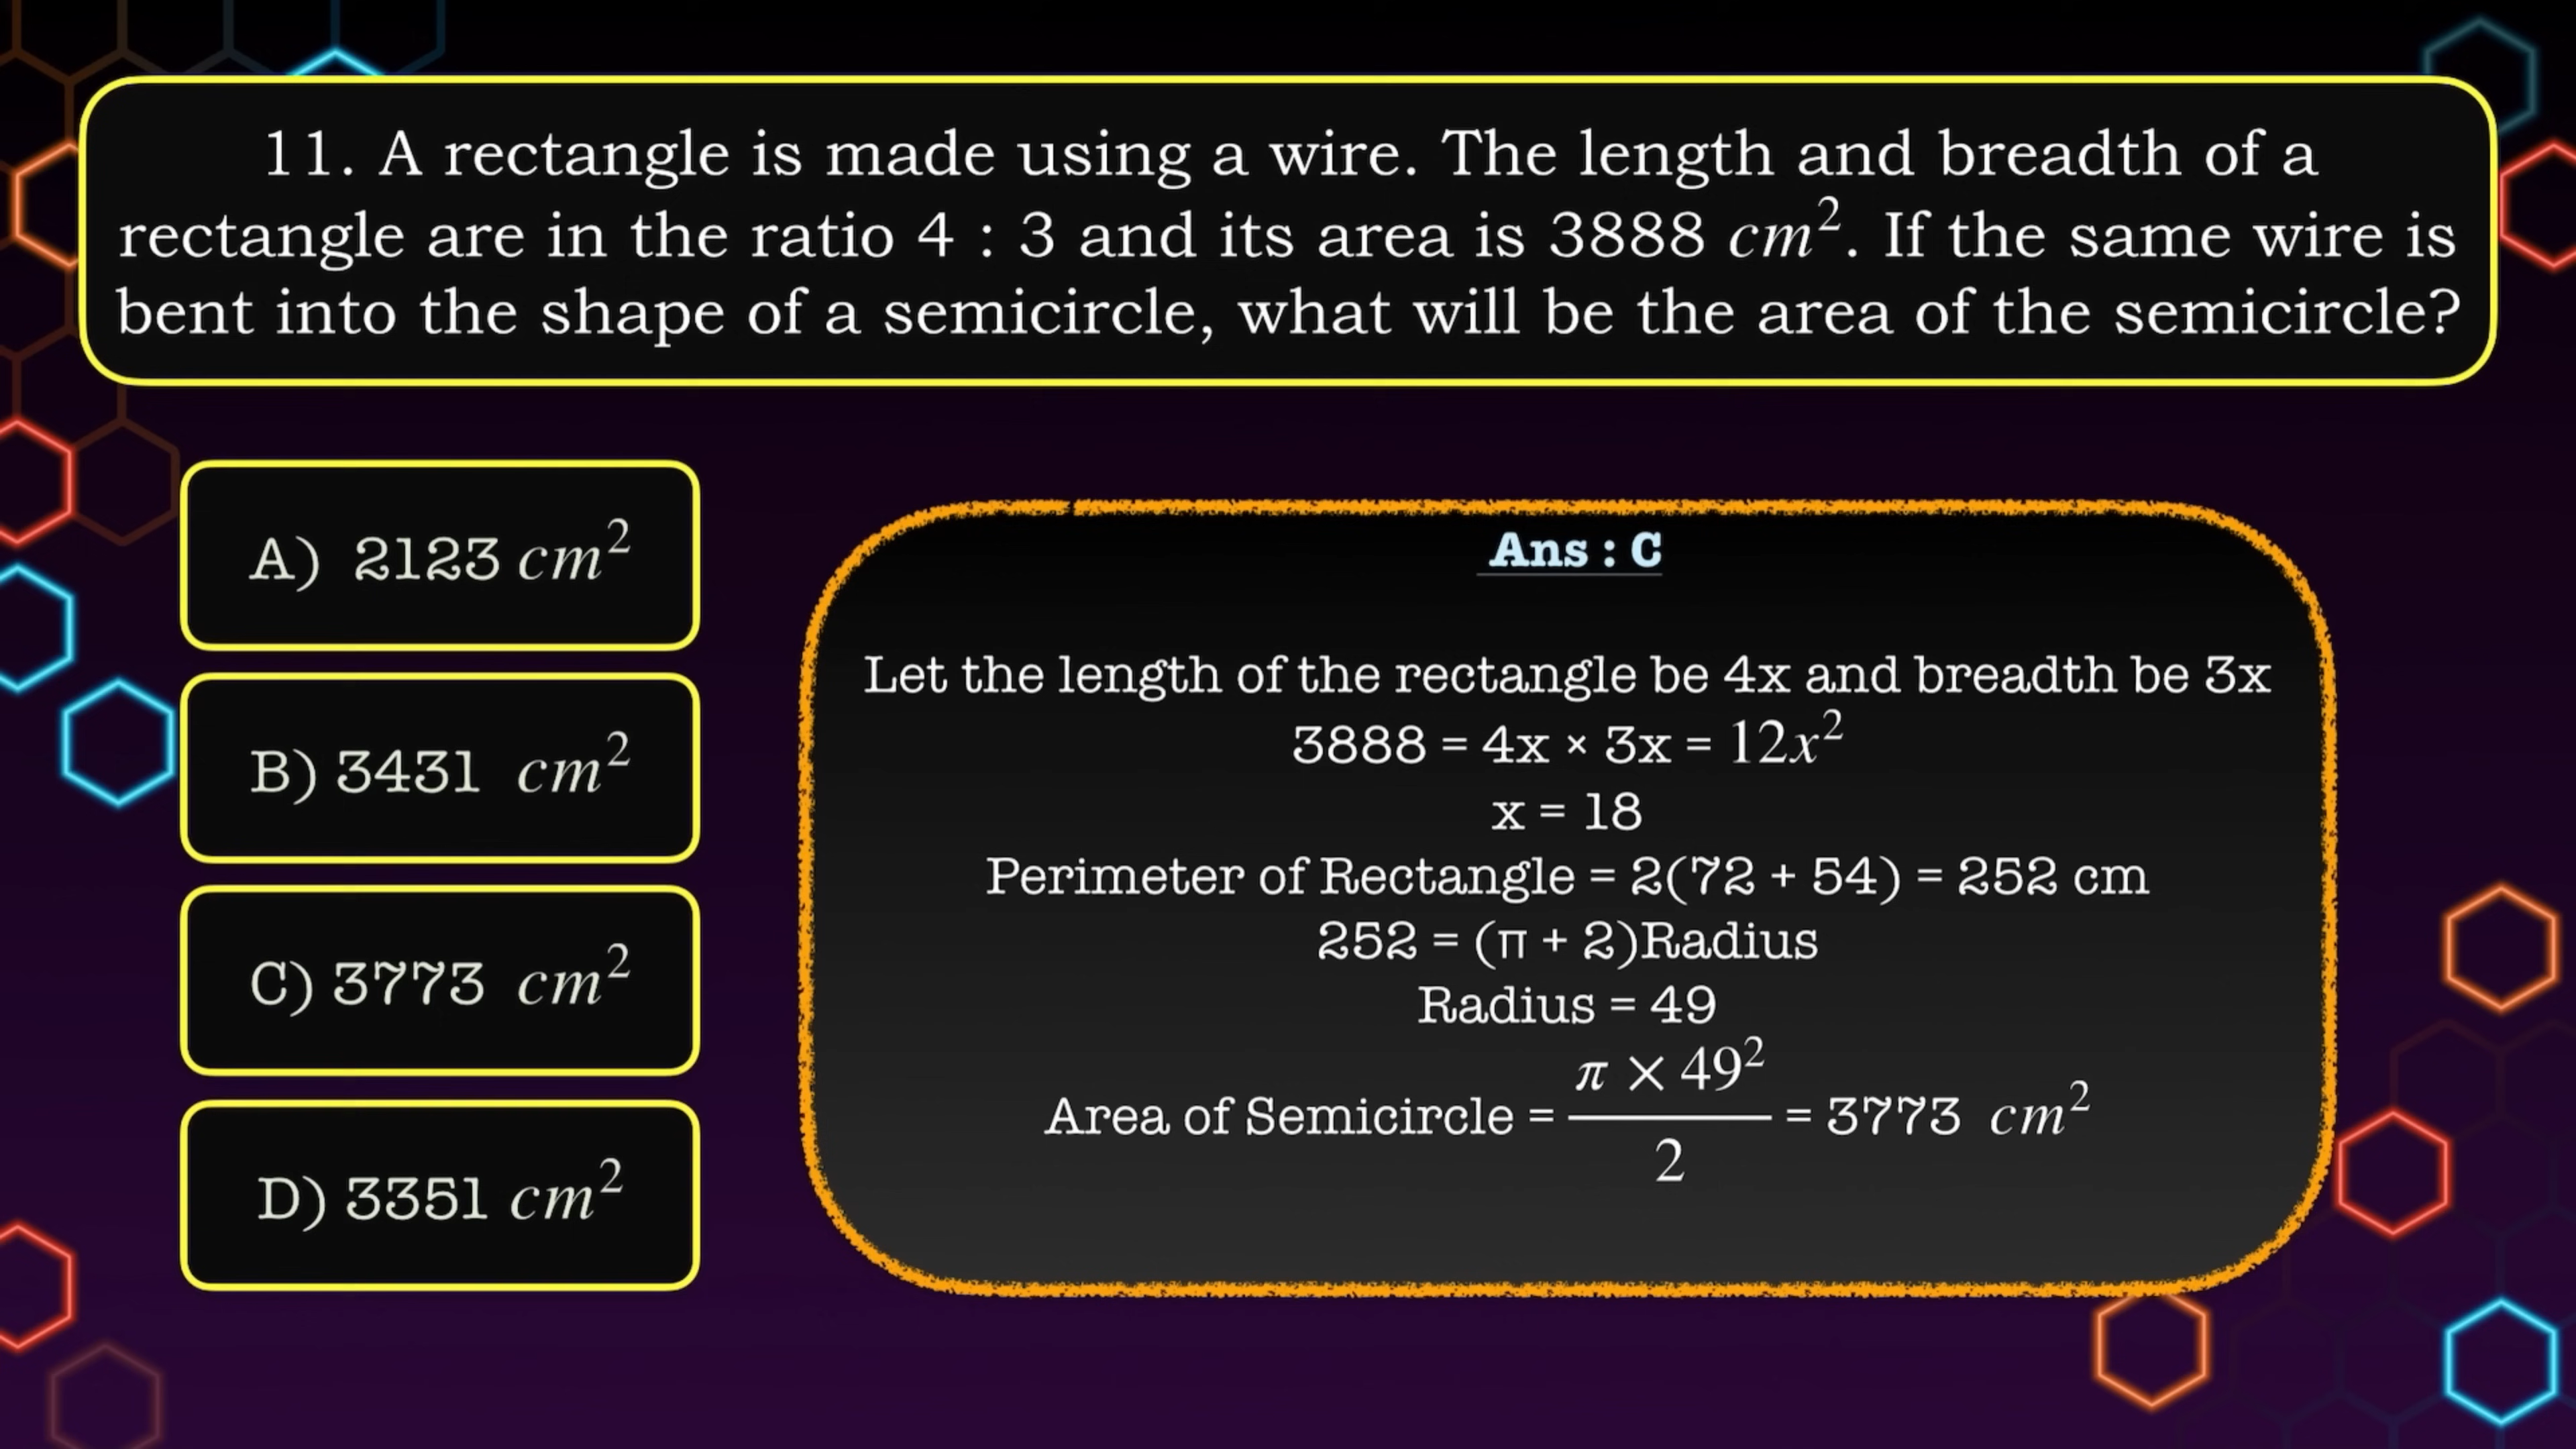 11. A rectangle is made using a wire. The length and breadth of a
rectangle are in the ratio 4 : 3 and its area is 3888 cm². If the same wire is
bent into the shape of a semicircle, what will be the area of the semicircle?
A) 2123 cm²
B) 3431 cm²
C) 3773 cm²
D) 3351 cm²
Ans : C
Let the length of the rectangle be 4x and breadth be 3x
3888 = 4x × 3x = 12x²
x = 18
Perimeter of Rectangle = 2(72 + 54) = 252 cm
252 = (π + 2)Radius
Radius = 49
π × 49²
Area of Semicircle = = 3773 cm²
2